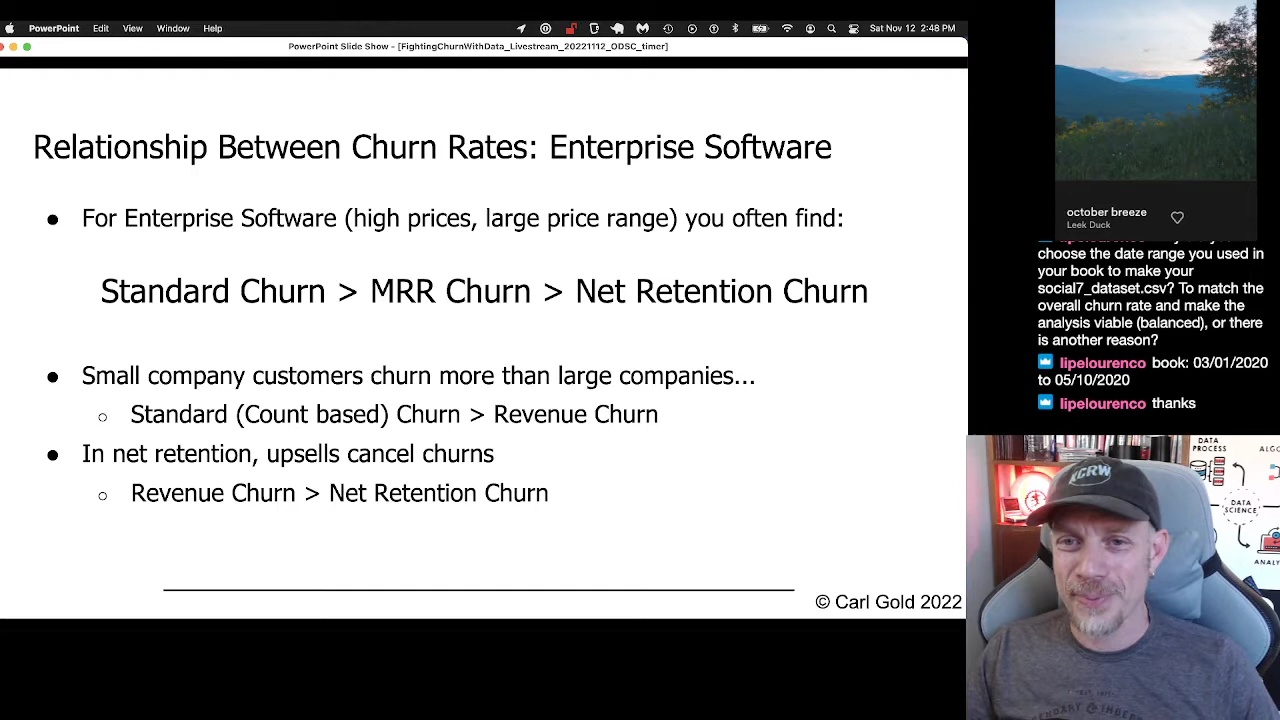 PowerPoint Edit View Window Help Sat Nov 12 2:48 PM
PowerPoint Slide Show - [FightingChurnWithData_Livestream_20221112_ODSC_timer]
Relationship Between Churn Rates: Enterprise Software
● For Enterprise Software (high prices, large price range) you often find:
Standard Churn > MRR Churn > Net Retention Churn
● Small company customers churn more than large companies...
○ Standard (Count based) Churn > Revenue Churn
● In net retention, upsells cancel churns
○ Revenue Churn > Net Retention Churn
© Carl Gold 2022
october breeze
Leek Duck
choose the date range you used in
your book to make your
social7_dataset.csv? To match the
overall churn rate and make the
analysis viable (balanced), or there
is another reason?
lipelourenco book: 03/01/2020
to 05/10/2020
lipelourenco thanks
DATA
PROCESS
DATA
SCIENCE
KCRW